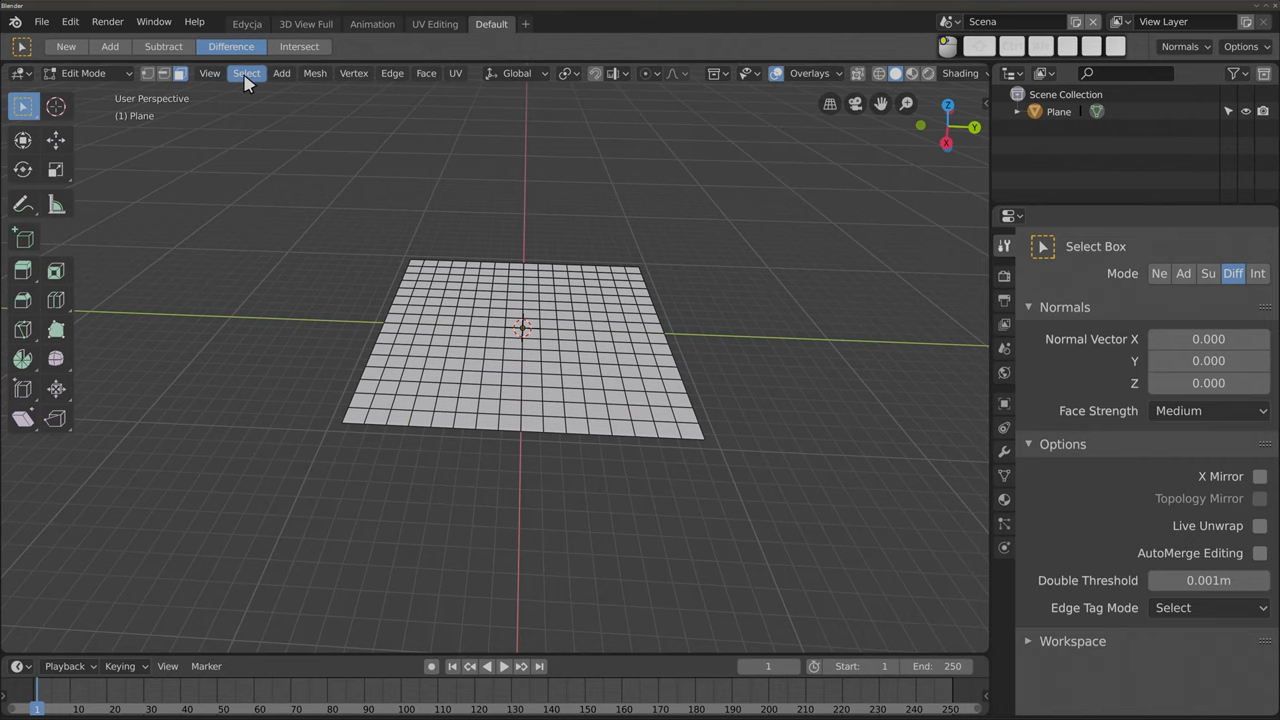 Blender
File Edit Render Window Help Edycja 3D View Full Animation UV Editing Default + Scena View Layer
New Add Subtract Difference Intersect Normals Options
Edit Mode View Select Add Mesh Vertex Edge Face UV Global Overlays Shading
User Perspective
(1) Plane
Z
Y
X
Scene Collection
Plane
Select Box
Mode Ne Ad Su Diff Int
Normals
Normal Vector X 0.000
Y 0.000
Z 0.000
Face Strength Medium
Options
X Mirror
Topology Mirror
Live Unwrap
AutoMerge Editing
Double Threshold 0.001m
Edge Tag Mode Select
Workspace
Playback Keying View Marker 1 Start: 1 End: 250
1 10 20 30 40 50 60 70 80 90 100 110 120 130 140 150 160 170 180 190 200 210 220 230 240 250